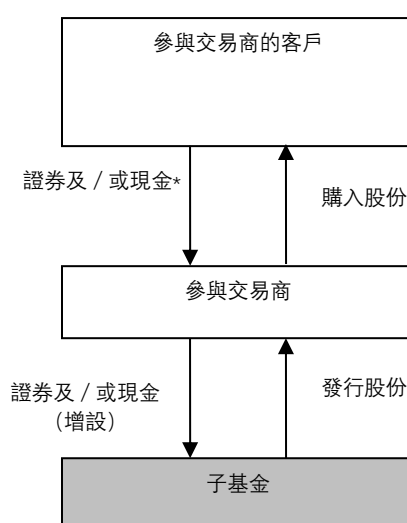 參與交易商的客戶
證券及 / 或現金*
購入股份
參與交易商
證券及 / 或現金
（增設）
發行股份
子基金